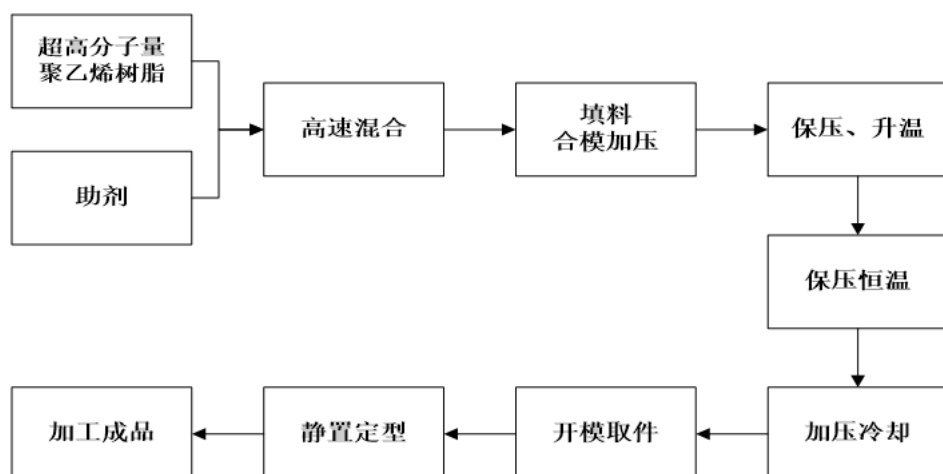 超高分子量
聚乙烯树脂
助剂
高速混合
填料
合模加压
保压、升温
保压恒温
加压冷却
开模取件
静置定型
加工成品